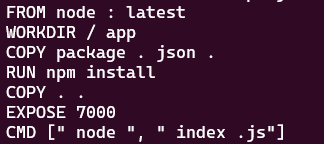 FROM node : latest
WORKDIR / app
COPY package . json .
RUN npm install
COPY . .
EXPOSE 7000
CMD [" node ", " index .js"]